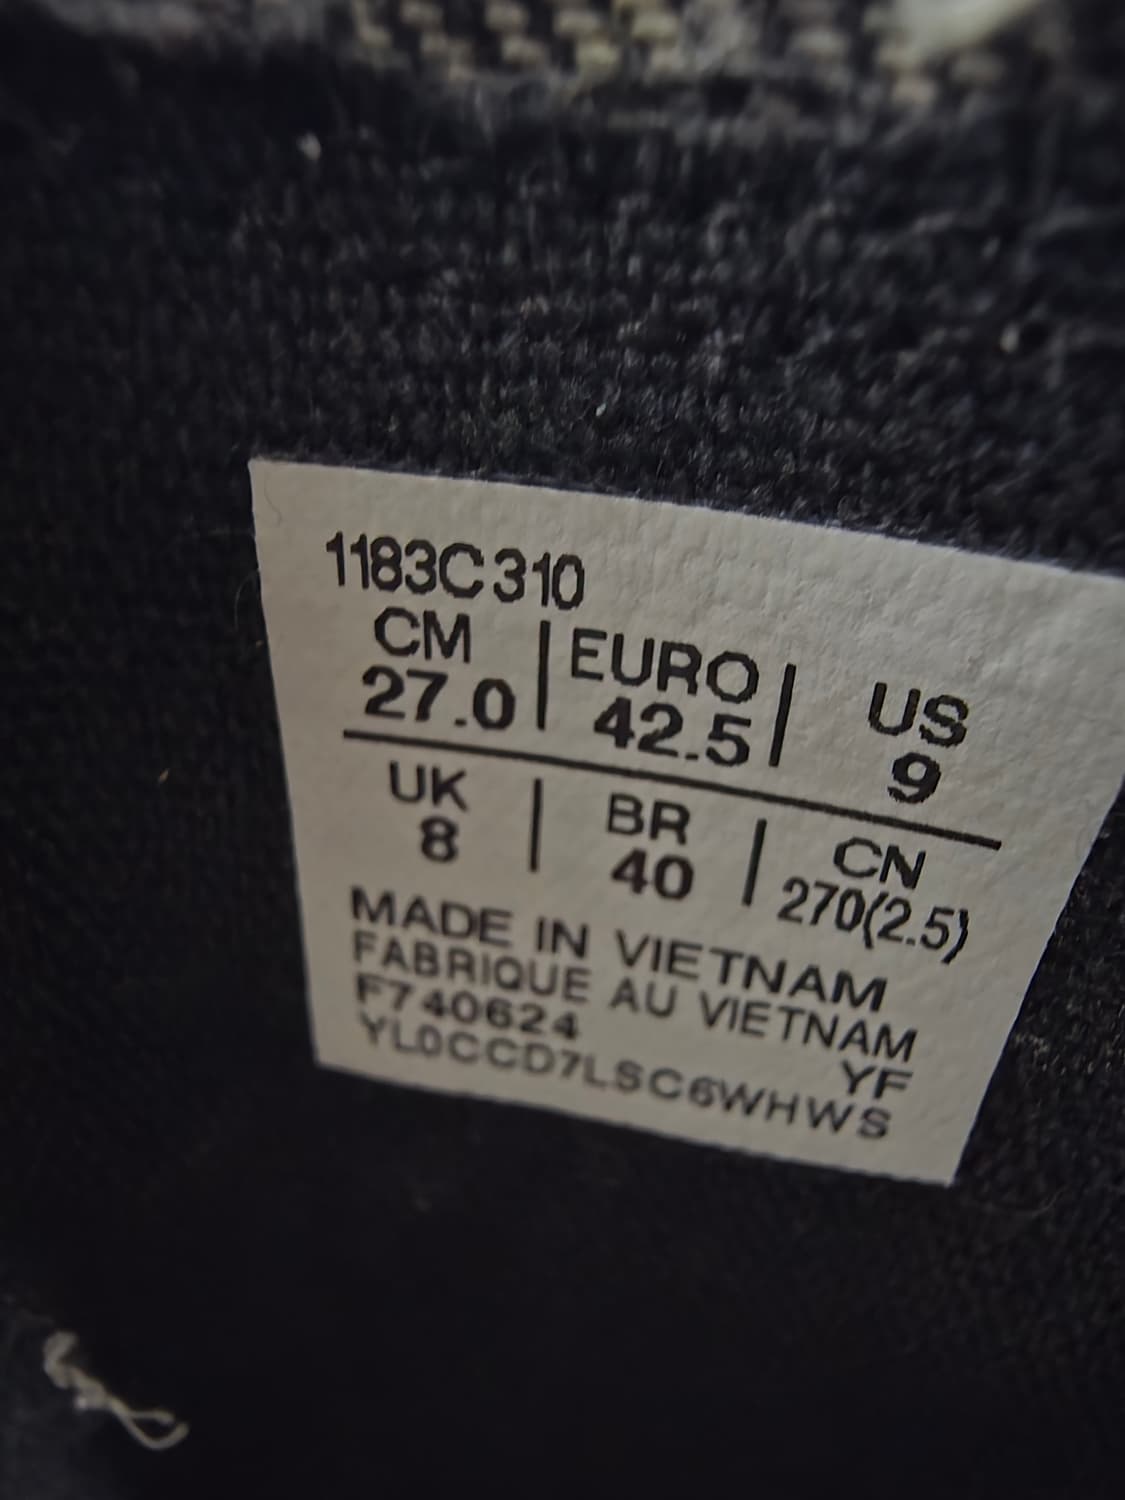 1183C310
CM | EURO | US
27.0 | 42.5 | 9
UK | BR | CN
8 | 40 | 270(2.5)
MADE IN VIETNAM
FABRIQUE AU VIETNAM
F740624 YF
YL0CCD7LSC6WHWS